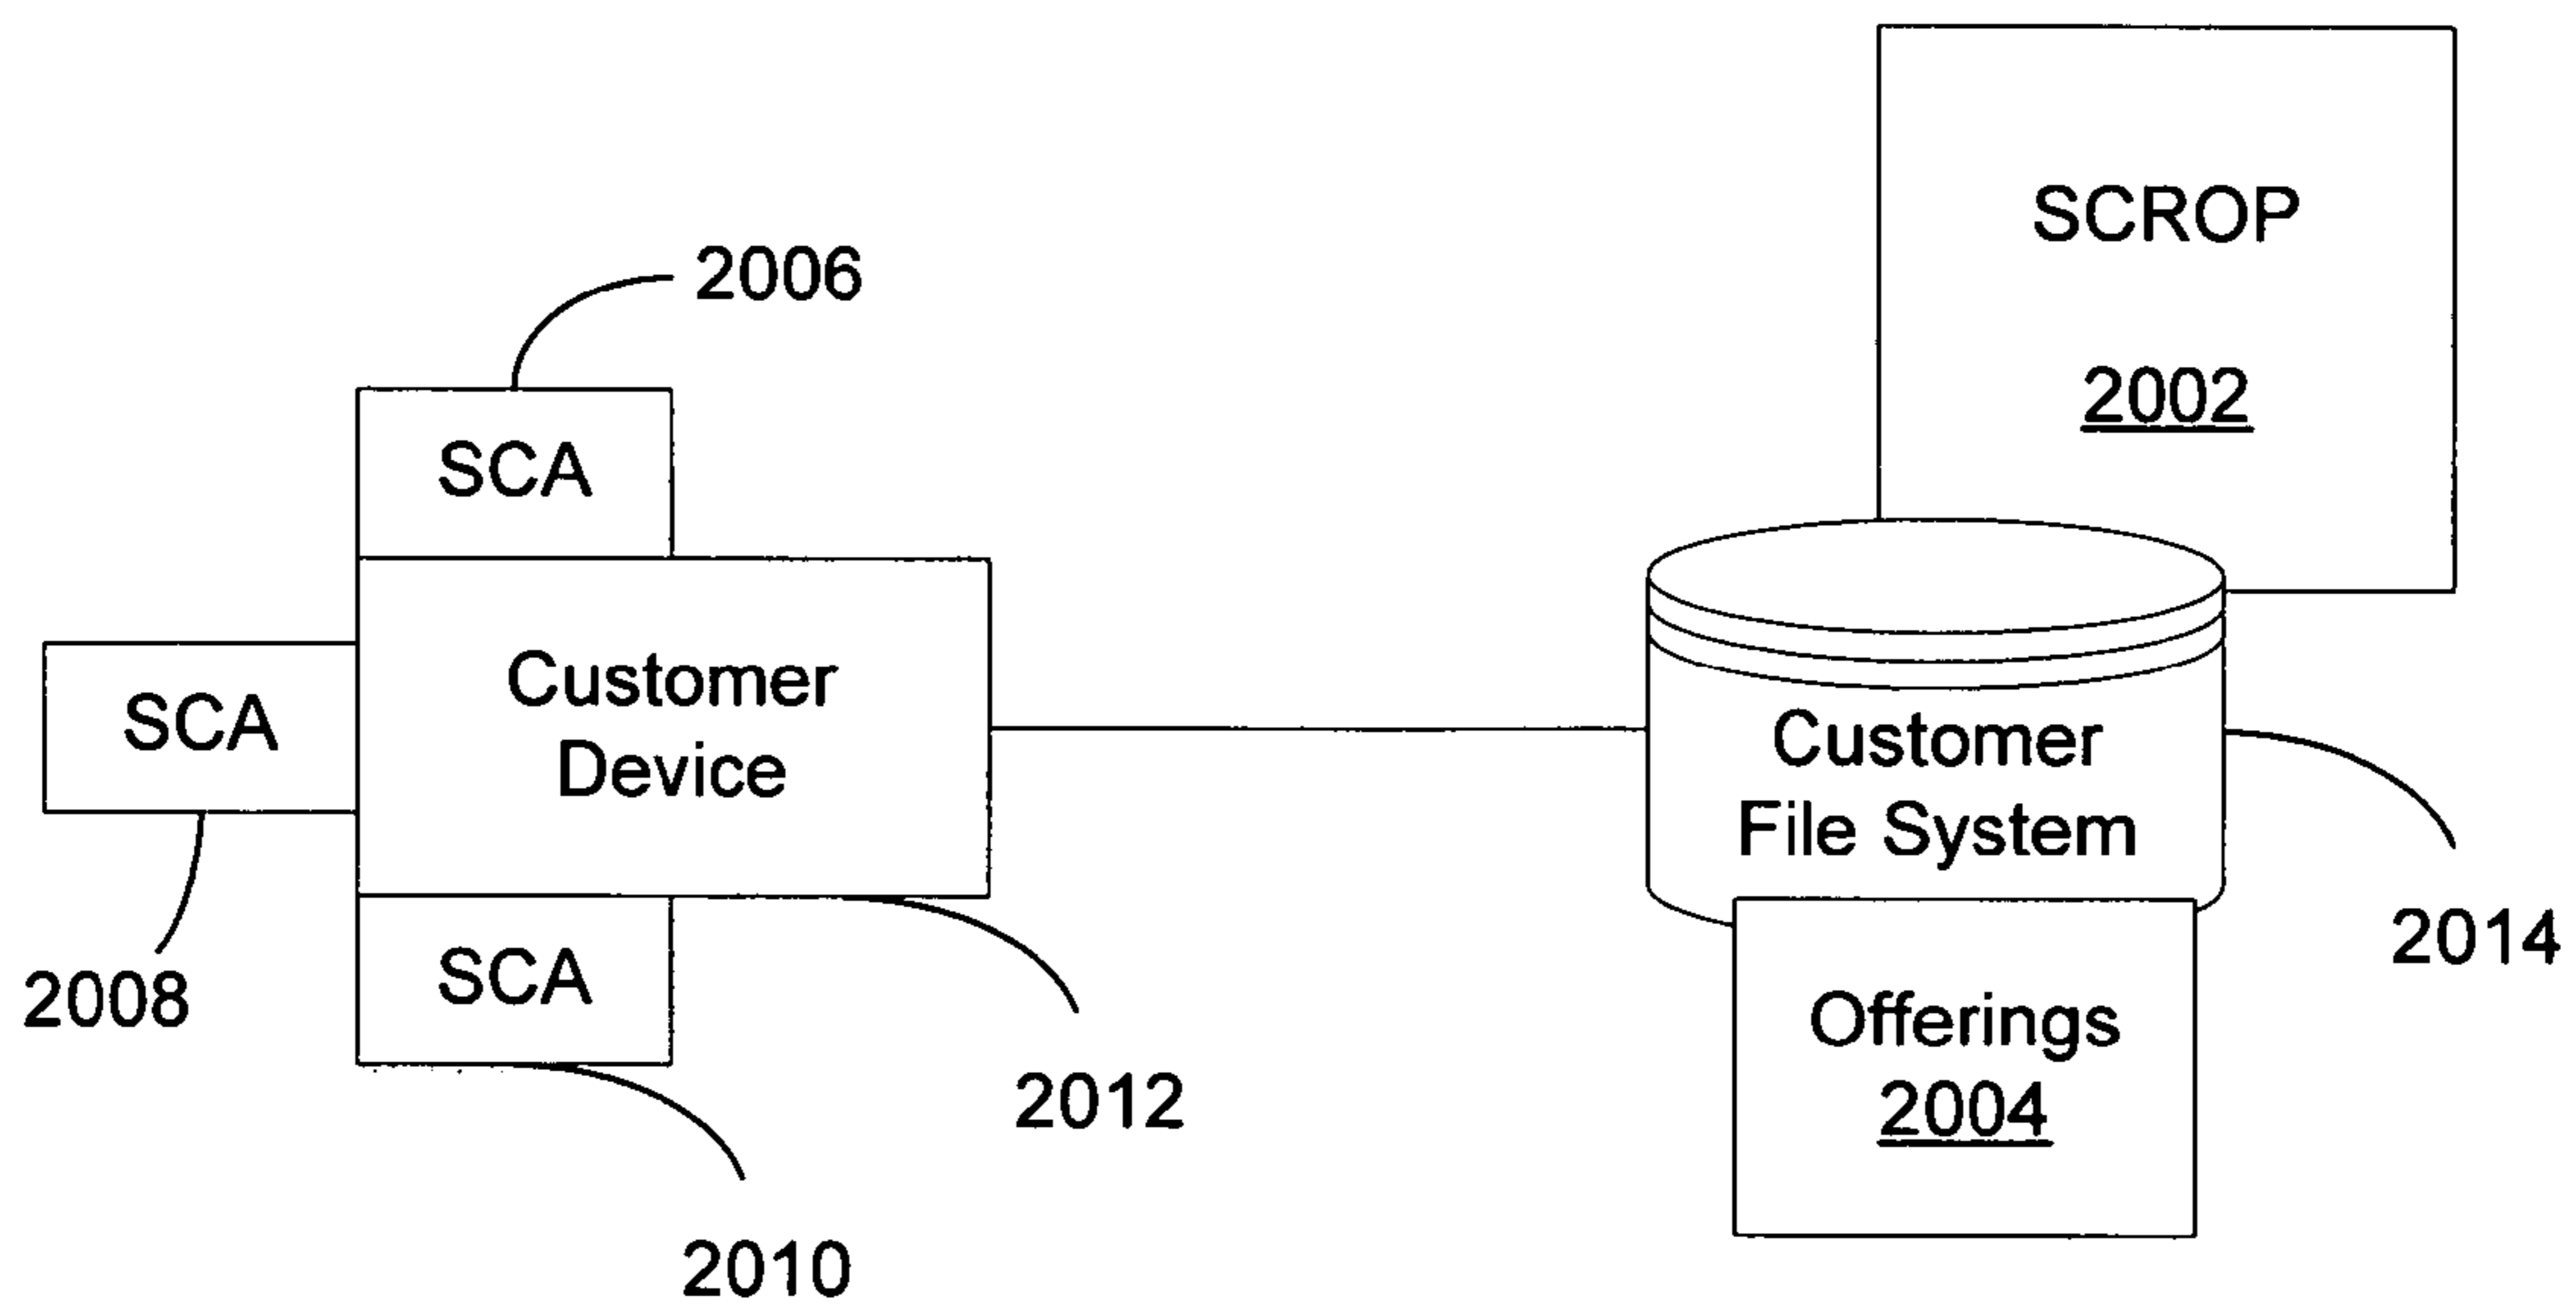 SCROP
2002
2006
SCA
Customer
Device
SCA
2008
SCA
2010
2012
Customer
File System
2014
Offerings
2004